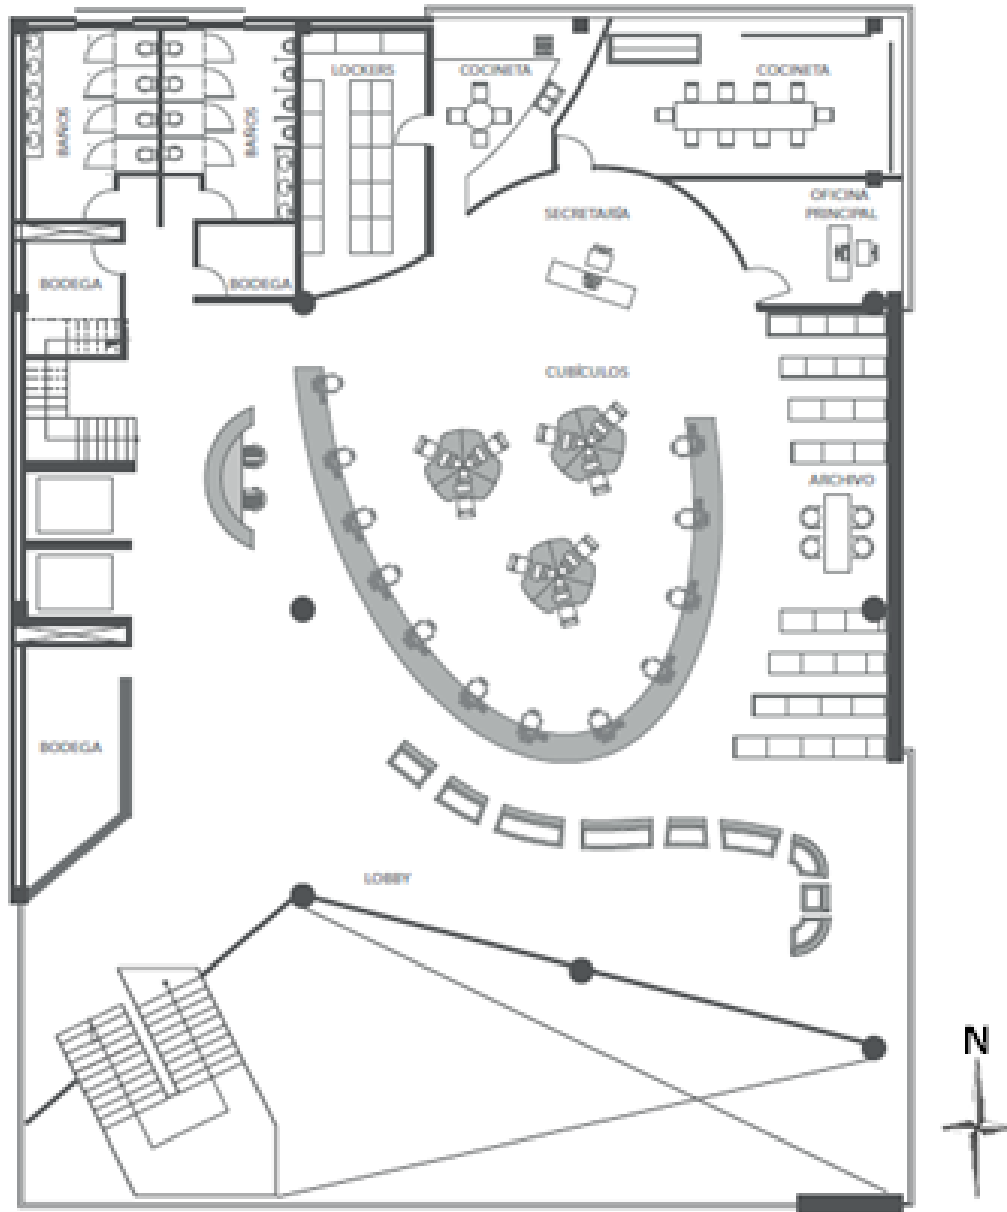 LOCKERS
COCINETA
COCINETA
BAÑOS
BAÑOS
OFICINA
PRINCIPAL
SECRETARÍA
BODEGA
BODEGA
CUBÍCULOS
ARCHIVO
BODEGA
LOBBY
N